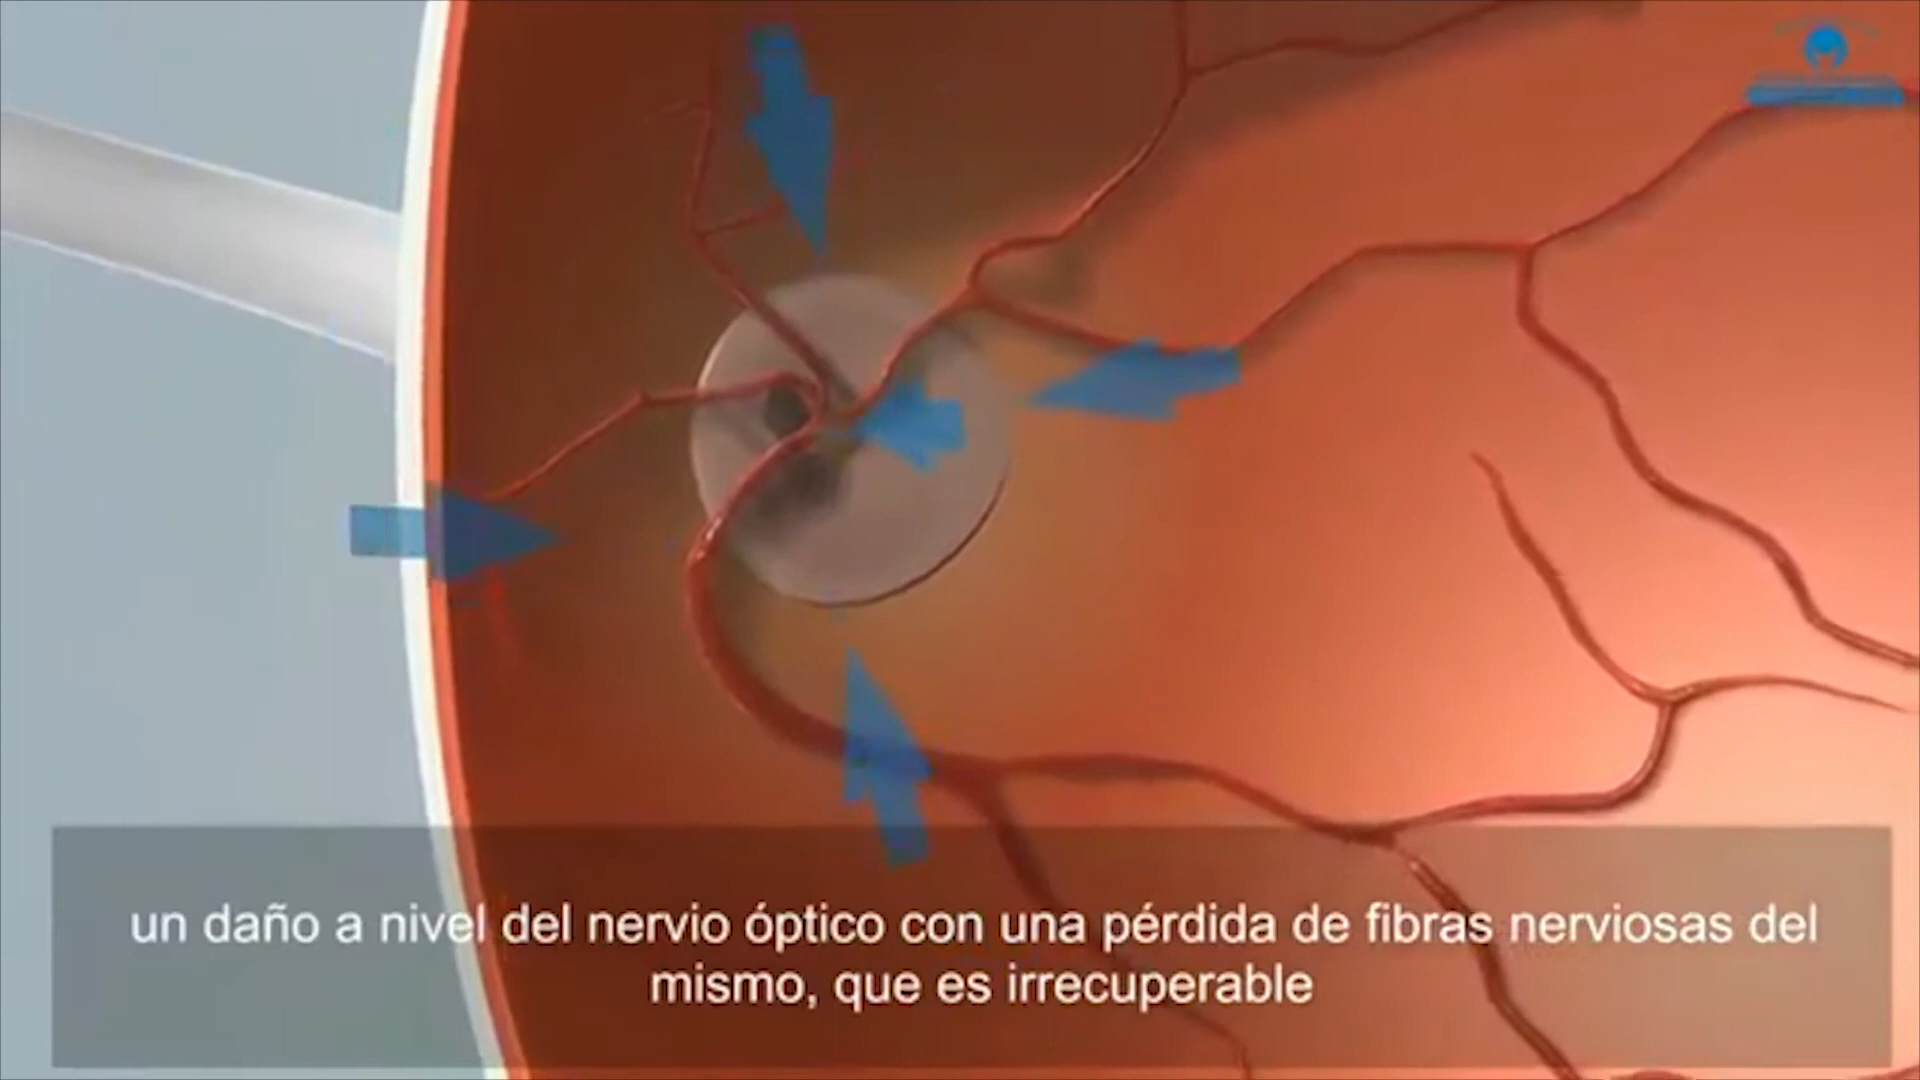 un daño a nivel del nervio óptico con una pérdida de fibras nerviosas del
mismo, que es irrecuperable